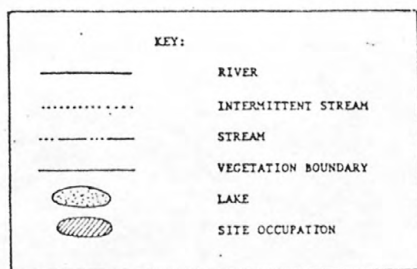 KEY:
RIVER
INTERMITTENT STREAM
STREAM
VEGETATION BOUNDARY
LAKE
SITE OCCUPATION